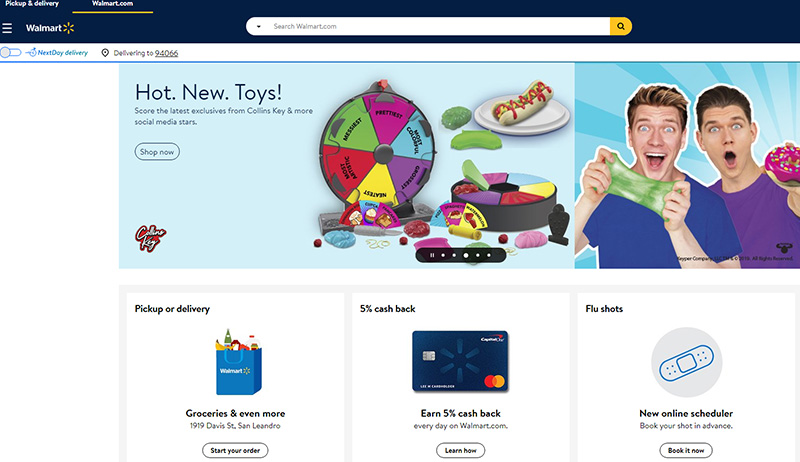 Pickup & delivery
Walmart.com
Walmart
Search Walmart.com
NextDay delivery
Delivering to 94066
Hot. New. Toys!
Score the latest exclusives from Collins Key & more
social media stars.
Shop now
MESSIEST
PRETTIEST
MOST COLORFUL
GROSSEST
NEATEST
MOST ARTISTIC
Collins
Key
All Rights Reserved.
Pickup or delivery
5% cash back
Flu shots
Walmart
Capital One
LEE M CARDHOLDER
Groceries & even more
1919 Davis St, San Leandro
Start your order
Earn 5% cash back
every day on Walmart.com.
Learn how
New online scheduler
Book your shot in advance.
Book it now